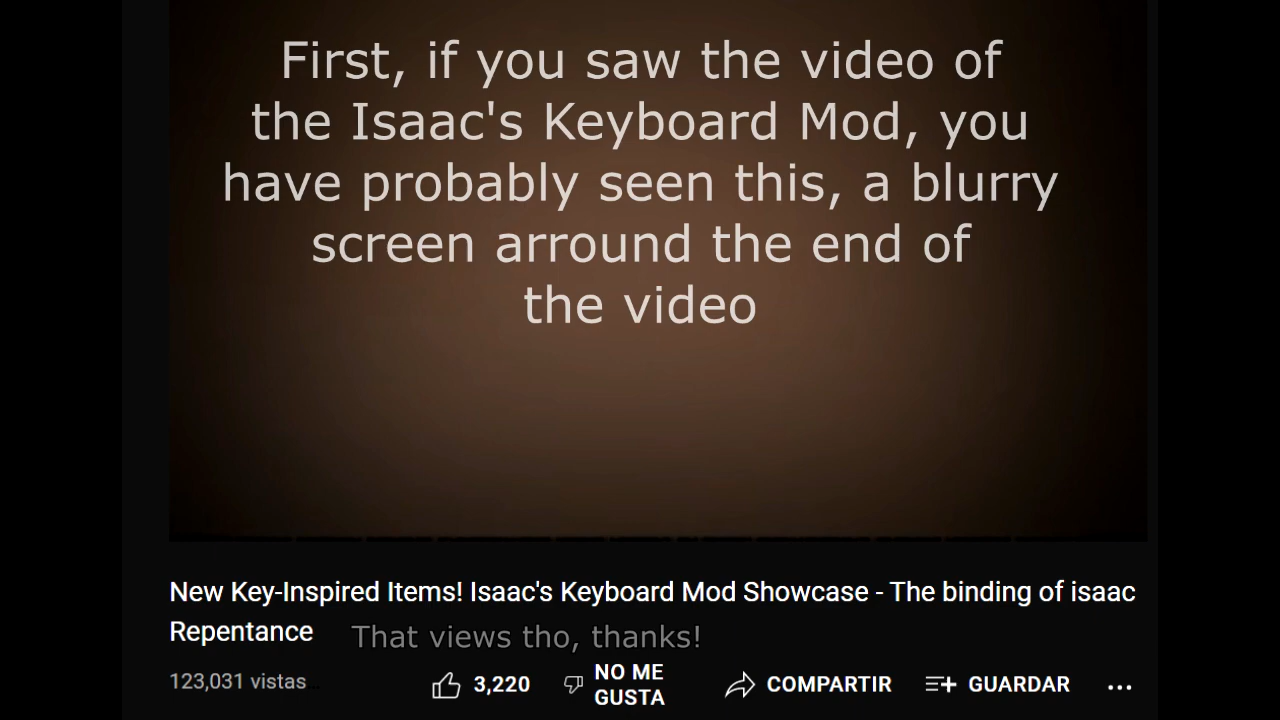 First, if you saw the video of
the Isaac's Keyboard Mod, you
have probably seen this, a blurry
screen arround the end of
the video
New Key-Inspired Items! Isaac's Keyboard Mod Showcase - The binding of isaac
Repentance
That views tho, thanks!
123,031 vistas
3,220
NO ME
GUSTA
COMPARTIR
GUARDAR